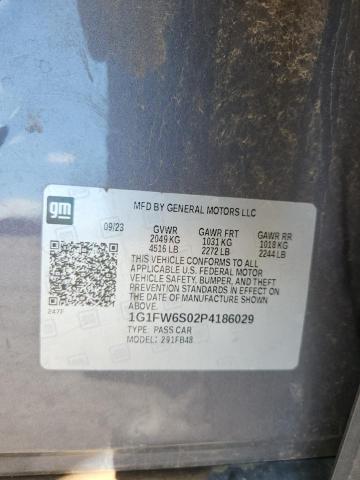 gm
MFD BY GENERAL MOTORS LLC
09/23
GVWR GAWR FRT GAWR RR
2049 KG 1031 KG 1018 KG
4516 LB 2272 LB 2244 LB
THIS VEHICLE CONFORMS TO ALL
APPLICABLE U.S. FEDERAL MOTOR
VEHICLE SAFETY, BUMPER, AND THEFT
PREVENTION STANDARDS IN EFFECT ON
THE DATE OF MANUFACTURE SHOWN ABOVE.
1G1FW6S02P4186029
TYPE: PASS CAR
MODEL: 291FB48
247F